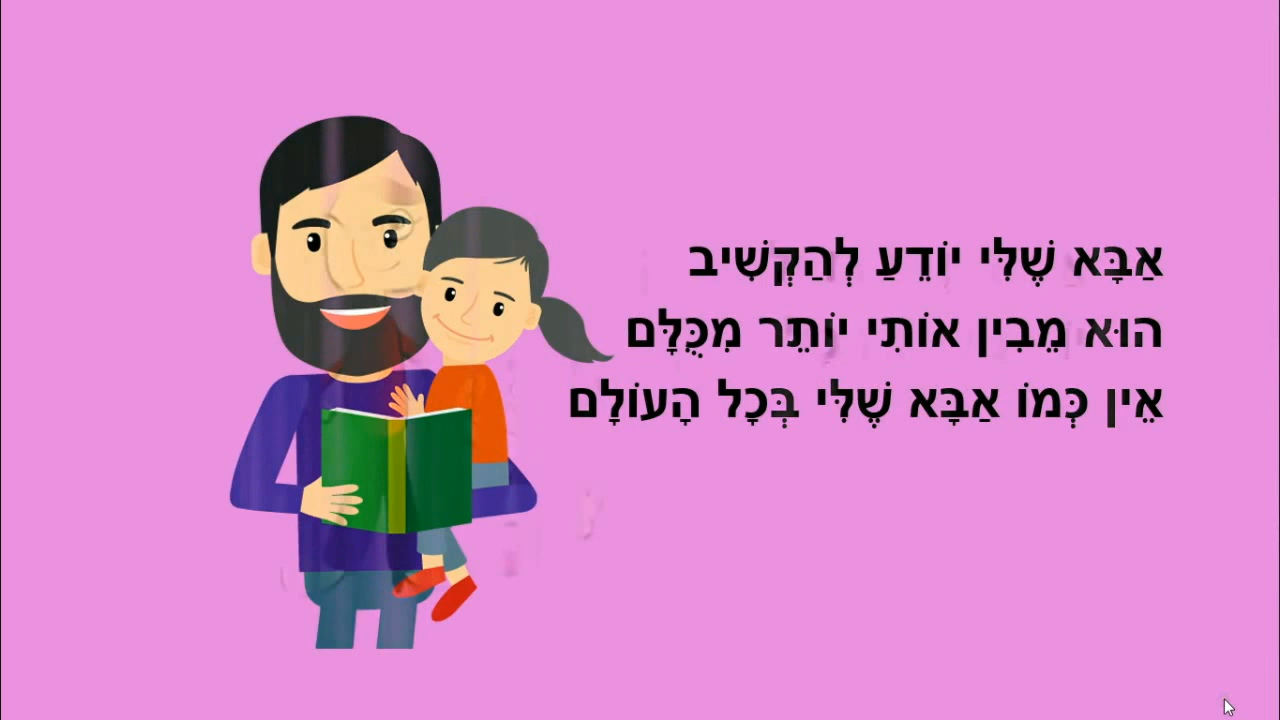 אַבָּא שֶׁלִּי יוֹדֵעַ לְהַקְשִׁיב
הוּא מֵבִין אוֹתִי יוֹתֵר מִכֻּלָּם
אֵין כְּמוֹ אַבָּא שֶׁלִּי בְּכָל הָעוֹלָם